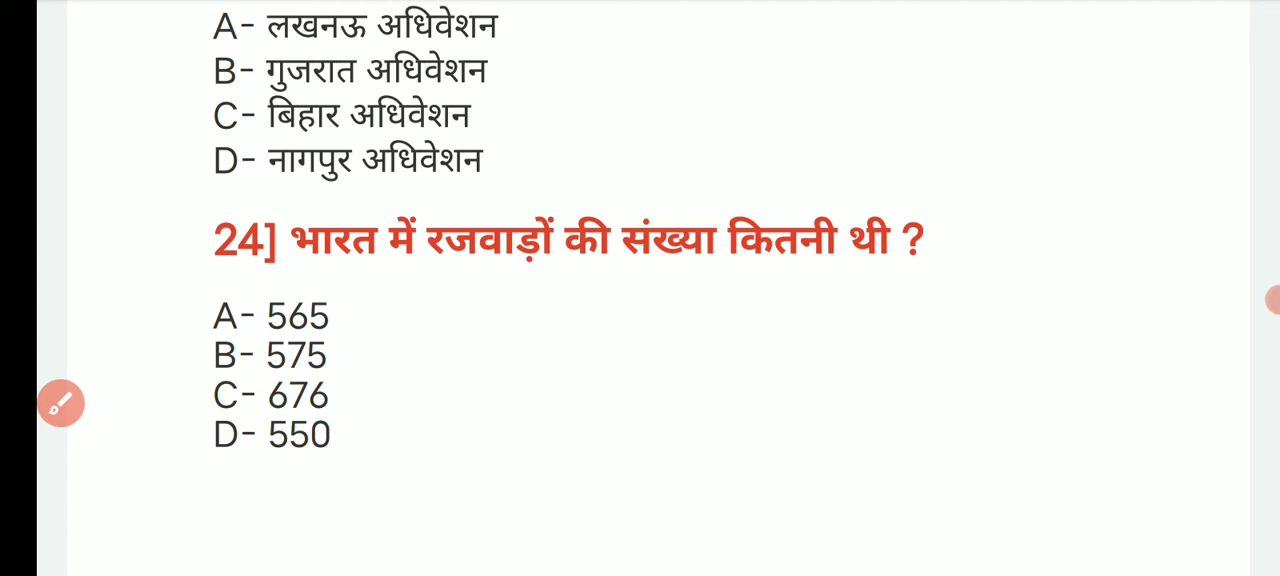 A- लखनऊ अधिवेशन
B- गुजरात अधिवेशन
C- बिहार अधिवेशन
D- नागपुर अधिवेशन
24] भारत में रजवाड़ों की संख्या कितनी थी ?
A- 565
B- 575
C- 676
D- 550